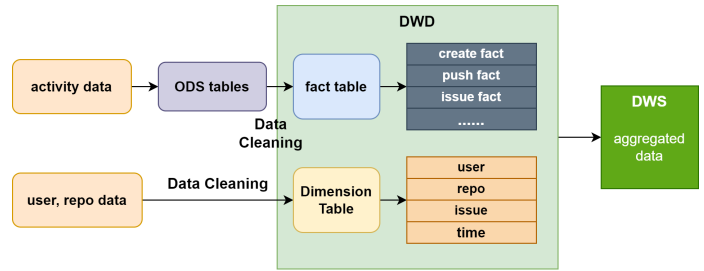 DWD
activity data
ODS tables
Data
Cleaning
fact table
create fact
push fact
issue fact
......
DWS
aggregated
data
user, repo data
Data Cleaning
Dimension
Table
user
repo
issue
time